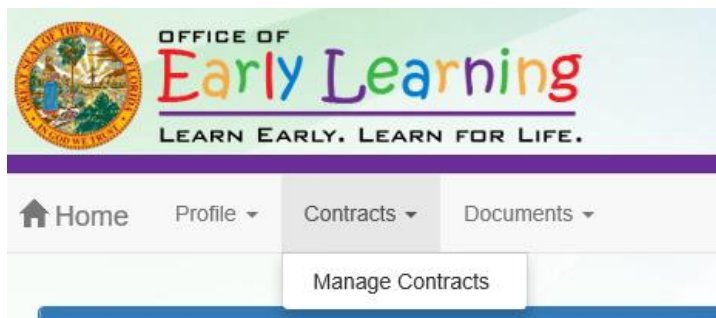 OFFICE OF
Early Learning
LEARN EARLY. LEARN FOR LIFE.
Home Profile Contracts Documents
Manage Contracts